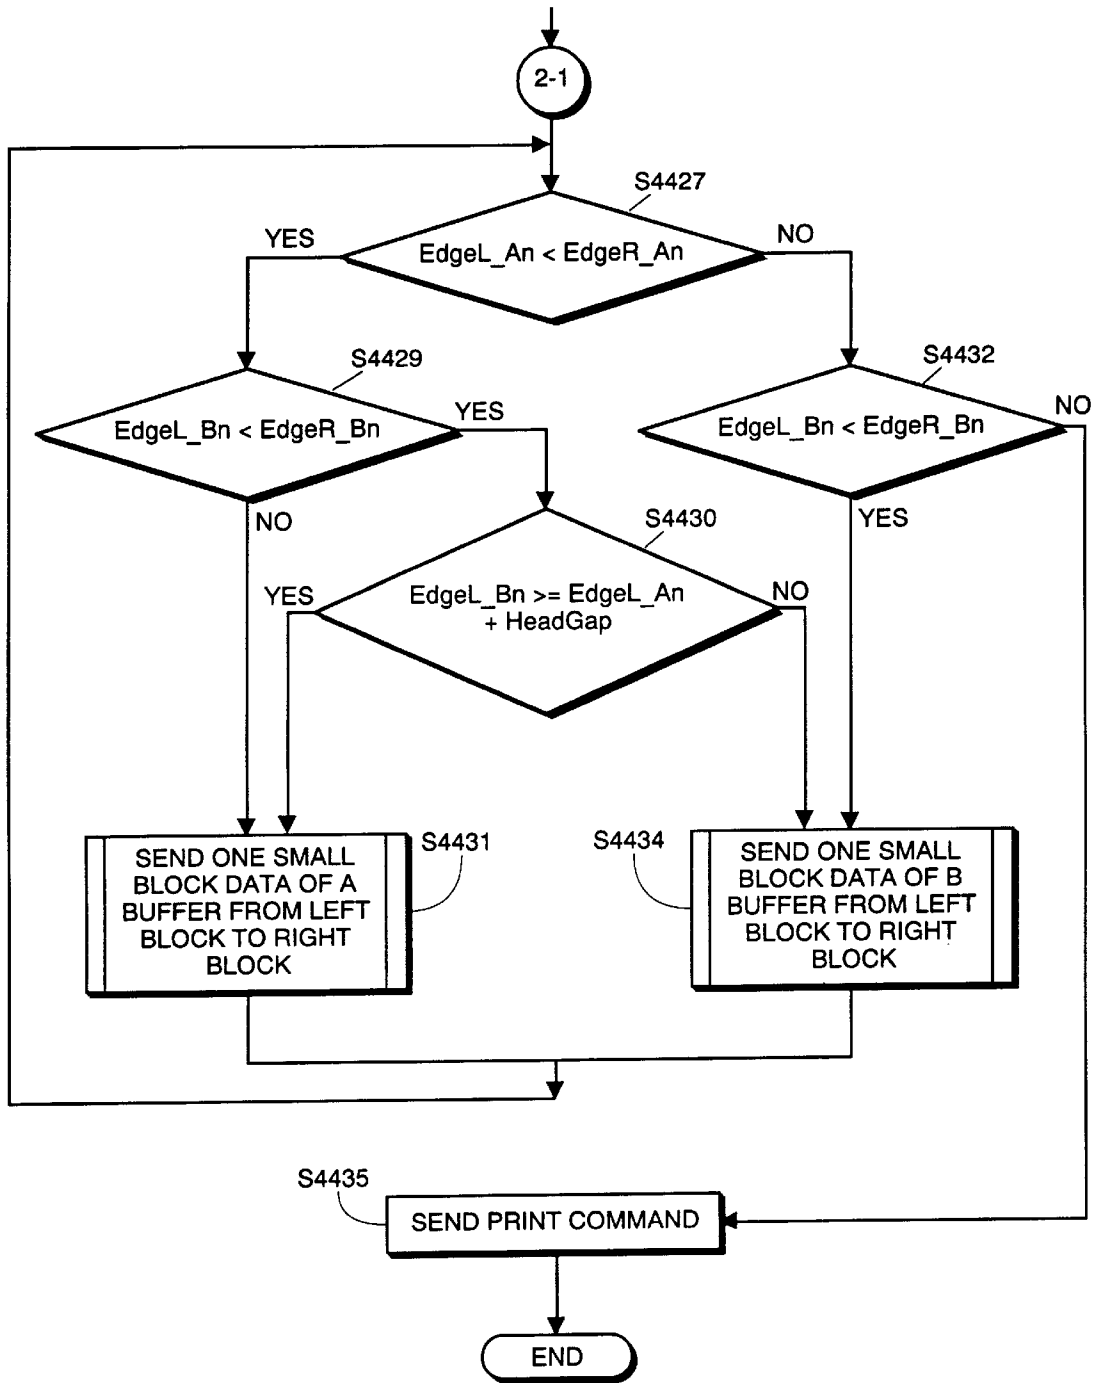 2-1
S4427
YES
NO
EdgeL_An < EdgeR_An
S4429
S4432
YES
NO
EdgeL_Bn < EdgeR_Bn
EdgeL_Bn < EdgeR_Bn
NO
S4430
YES
YES
NO
EdgeL_Bn >= EdgeL_An
+ HeadGap
S4431
S4434
SEND ONE SMALL
BLOCK DATA OF A
BUFFER FROM LEFT
BLOCK TO RIGHT
BLOCK
SEND ONE SMALL
BLOCK DATA OF B
BUFFER FROM LEFT
BLOCK TO RIGHT
BLOCK
S4435
SEND PRINT COMMAND
END